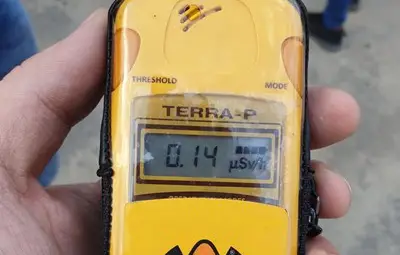 THRESHOLD MODE
TERRA-P
0.14 µSv/h